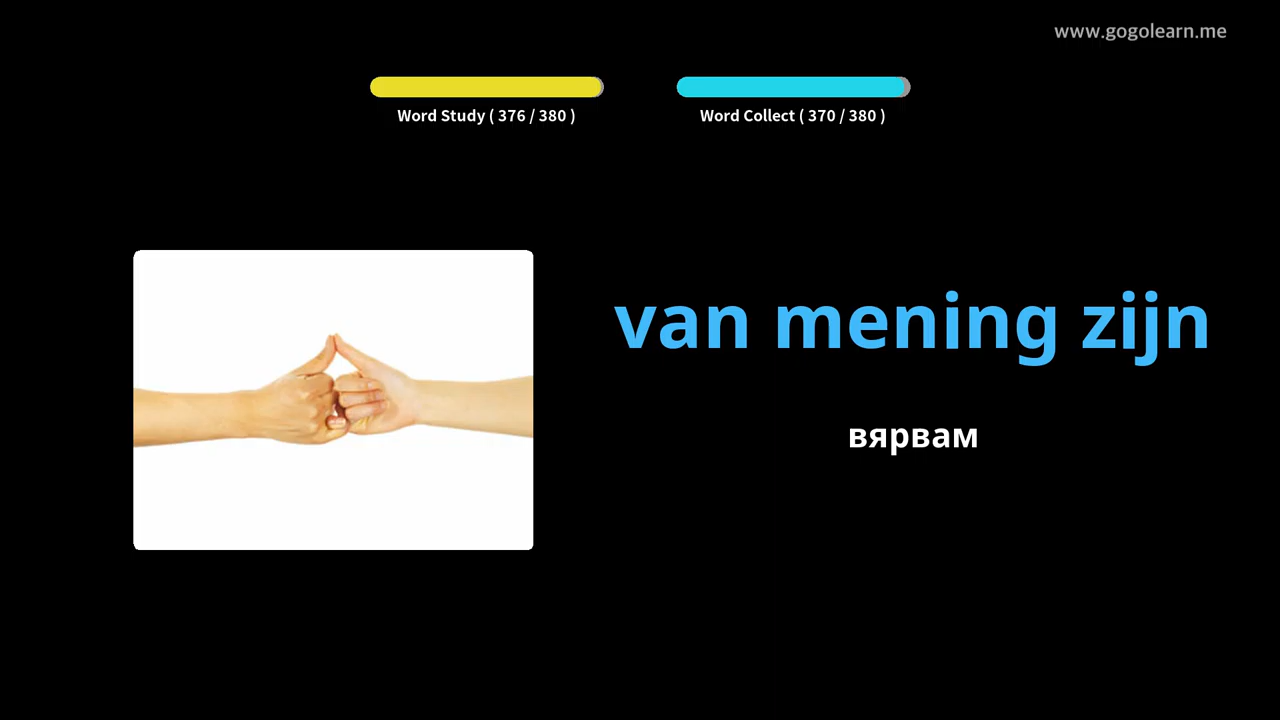 www.gogolearn.me
Word Study ( 376 / 380 )
Word Collect ( 370 / 380 )
van mening zijn
вярвам